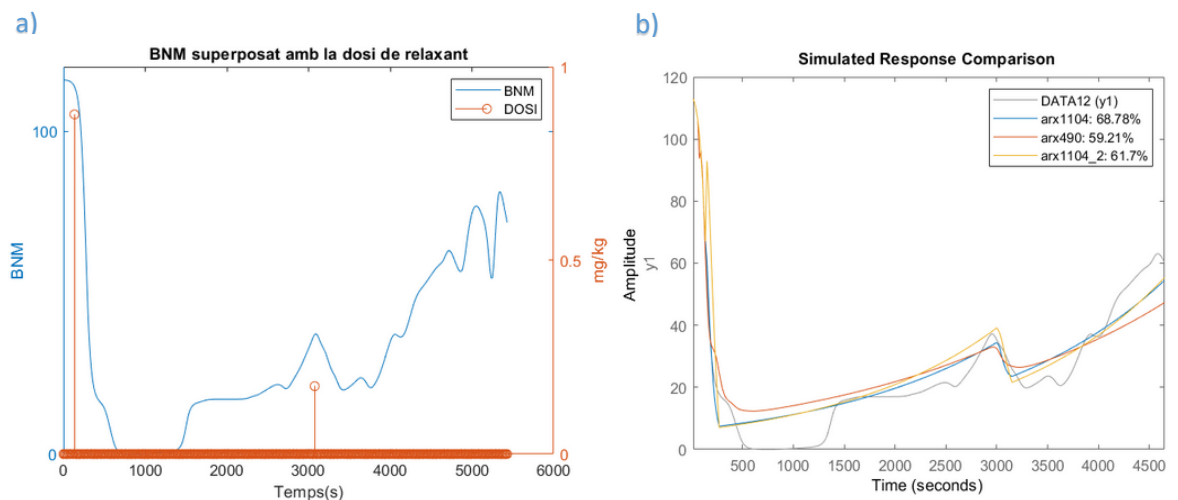 a)
BNM superposat amb la dosi de relaxant
BNM
DOSI
100
0
BNM
1
0.5
0
mg/kg
0 1000 2000 3000 4000 5000 6000
Temps(s)
b)
Simulated Response Comparison
DATA12 (y1)
arx1104: 68.78%
arx490: 59.21%
arx1104_2: 61.7%
120
100
80
60
40
20
0
Amplitude
y1
500 1000 1500 2000 2500 3000 3500 4000 4500
Time (seconds)